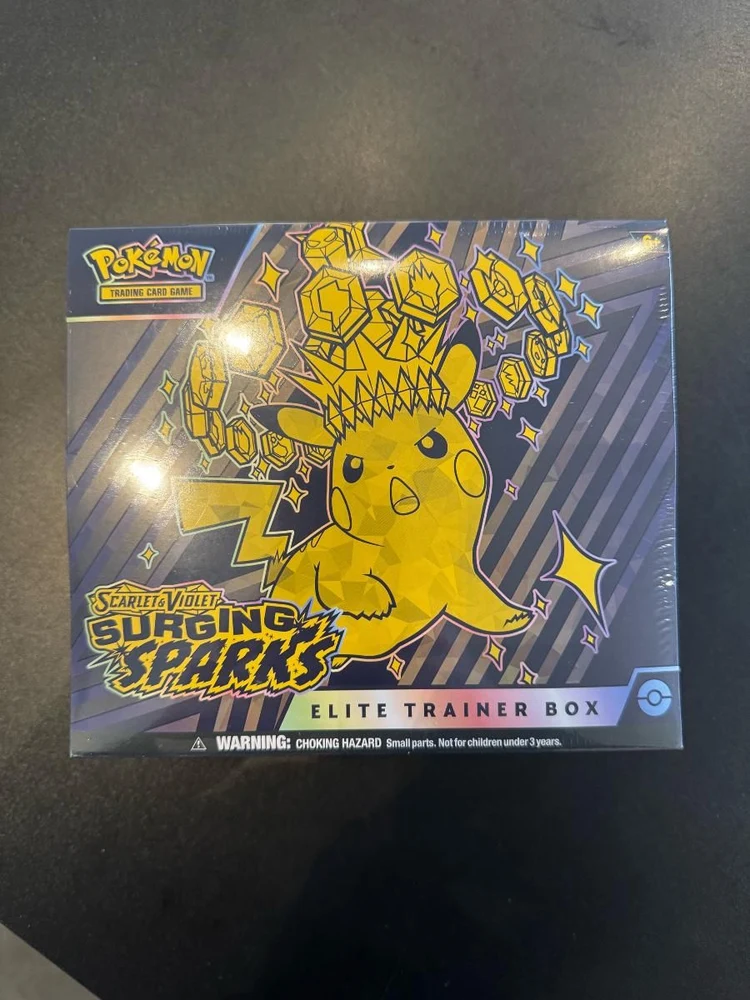 Pokémon
TRADING CARD GAME
6+
SCARLET & VIOLET
SURGING
SPARKS
ELITE TRAINER BOX
WARNING: CHOKING HAZARD Small parts. Not for children under 3 years.